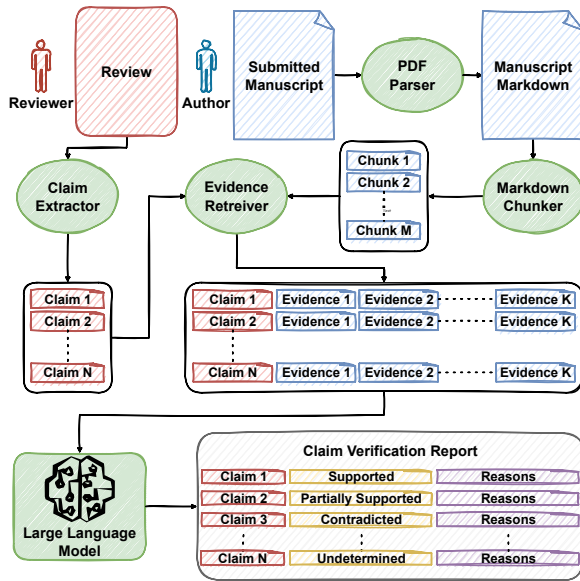 Reviewer
Review
Author
Submitted
Manuscript
PDF
Parser
Manuscript
Markdown
Claim
Extractor
Evidence
Retreiver
Chunk 1
Chunk 2
Chunk M
Markdown
Chunker
Claim 1
Claim 2
Claim N
Claim 1 Evidence 1 Evidence 2 Evidence K
Claim 2 Evidence 1 Evidence 2 Evidence K
Claim N Evidence 1 Evidence 2 Evidence K
Large Language
Model
Claim Verification Report
Claim 1 Supported Reasons
Claim 2 Partially Supported Reasons
Claim 3 Contradicted Reasons
Claim N Undetermined Reasons